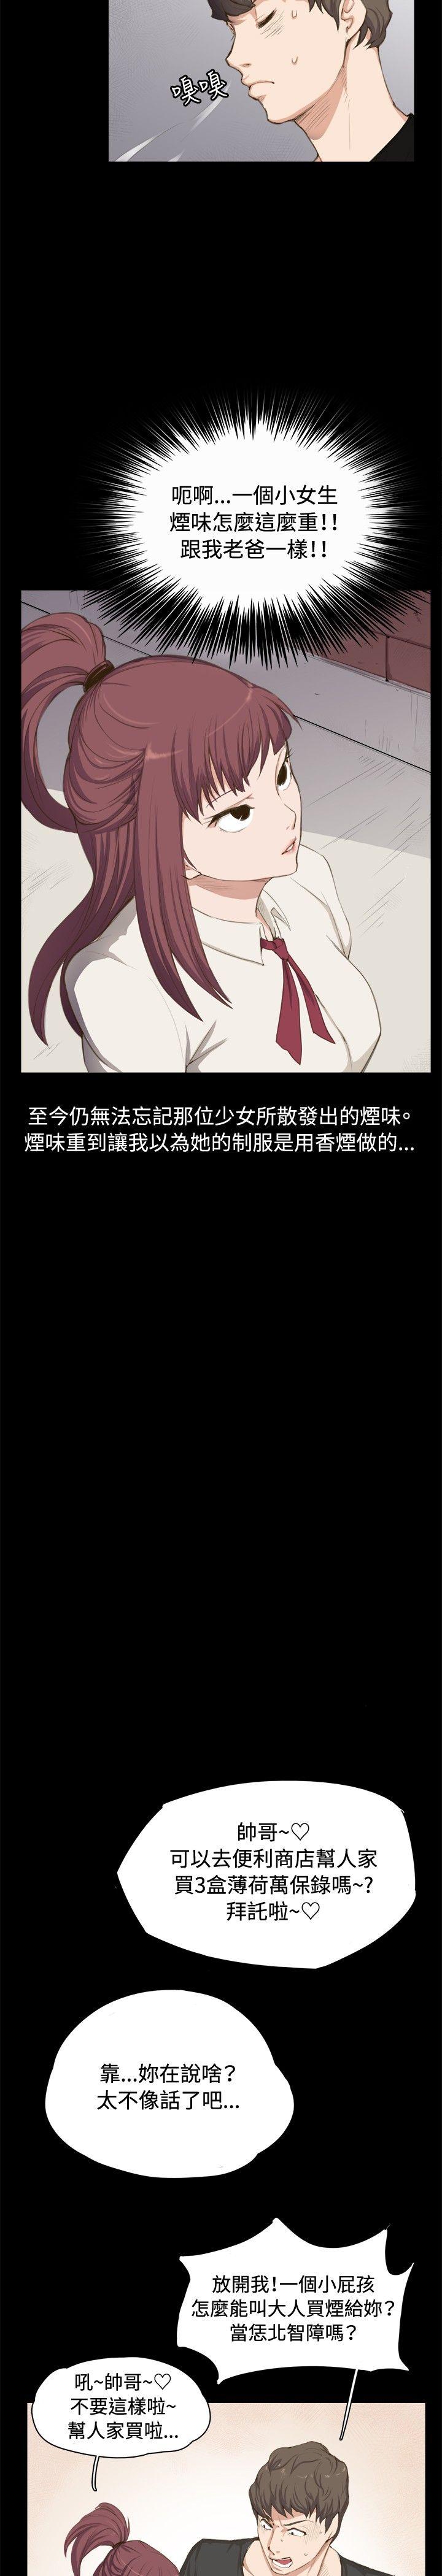 嗅嗅
呃啊...一個小女生
煙味怎麼這麼重!!
跟我老爸一樣!!
至今仍無法忘記那位少女所散發出的煙味。
煙味重到讓我以為她的制服是用香煙做的...
帥哥~♡
可以去便利商店幫人家
買3盒薄荷萬保錄嗎~?
拜託啦~♡
靠...妳在說啥?
太不像話了吧...
放開我!一個小屁孩
怎麼能叫大人買煙給妳?
當恁北智障嗎?
吼~帥哥~♡
不要這樣啦~
幫人家買啦...